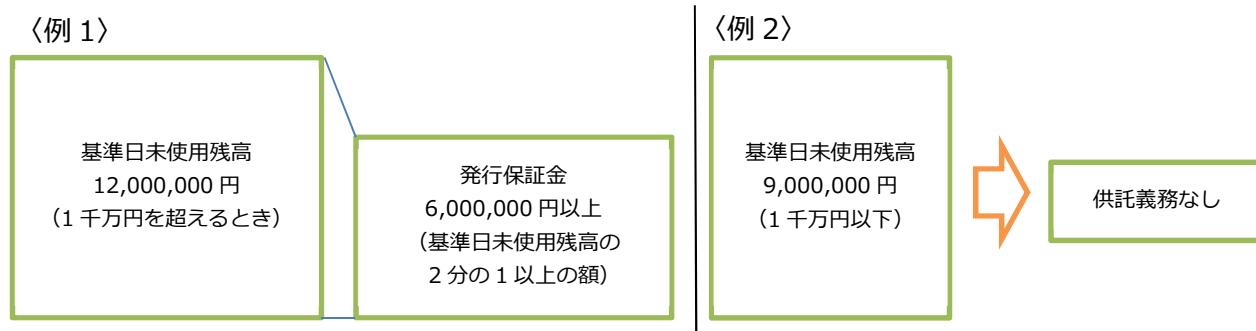 〈例 1〉
基準日未使用残高
12,000,000 円
（1 千万円を超えるとき）
発行保証金
6,000,000 円以上
（基準日未使用残高の
2 分の 1 以上の額）
〈例 2〉
基準日未使用残高
9,000,000 円
（1 千万円以下）
供託義務なし